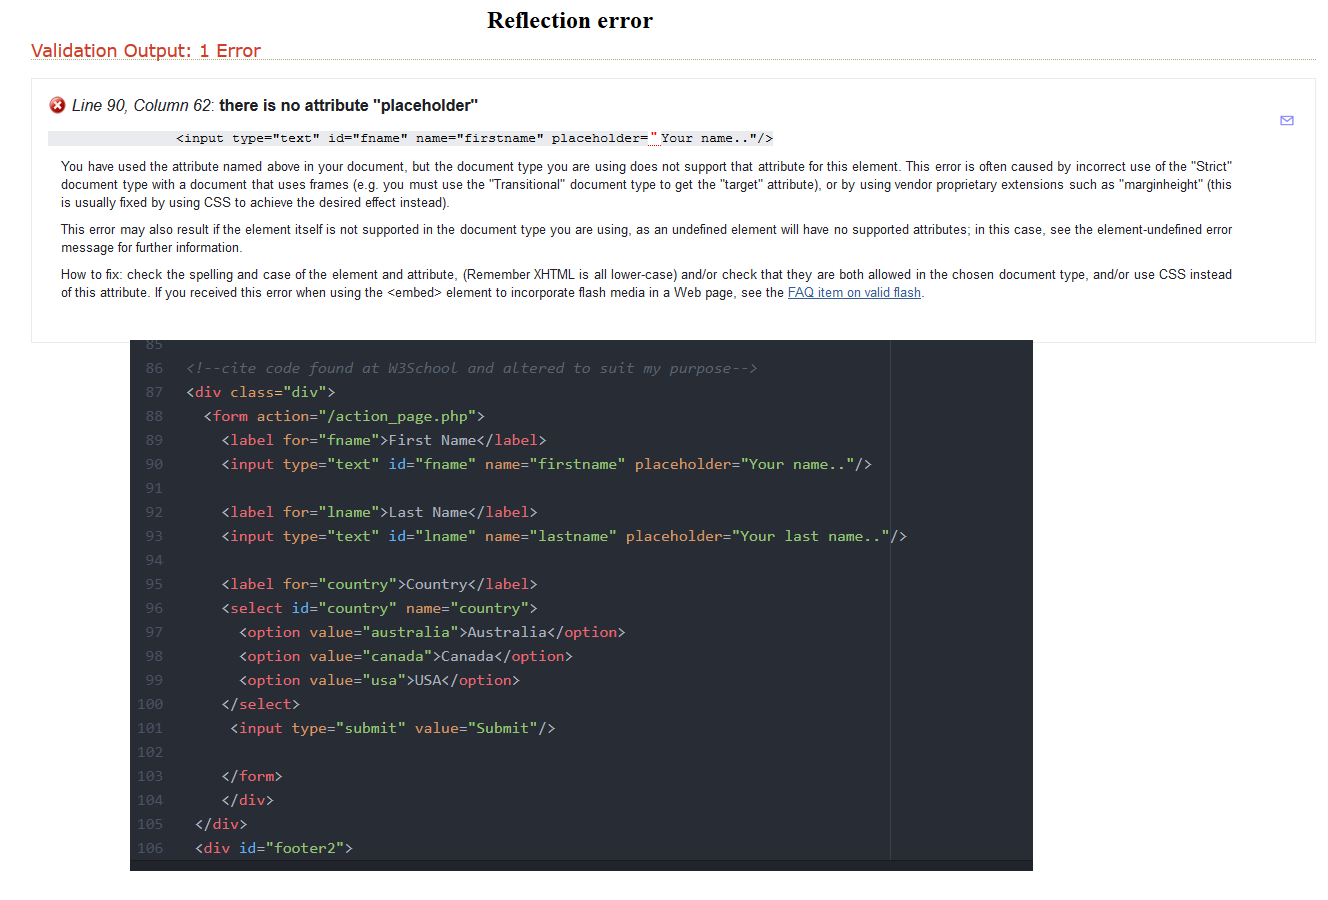 Reflection error
Validation Output: 1 Error
Line 90, Column 62: there is no attribute "placeholder"
<input type="text" id="fname" name="firstname" placeholder="Your name.."/>
You have used the attribute named above in your document, but the document type you are using does not support that attribute for this element. This error is often caused by incorrect use of the "Strict"
document type with a document that uses frames (e.g. you must use the "Transitional" document type to get the "target" attribute), or by using vendor proprietary extensions such as "marginheight" (this
is usually fixed by using CSS to achieve the desired effect instead).
This error may also result if the element itself is not supported in the document type you are using, as an undefined element will have no supported attributes; in this case, see the element-undefined error
message for further information.
How to fix: check the spelling and case of the element and attribute, (Remember XHTML is all lower-case) and/or check that they are both allowed in the chosen document type, and/or use CSS instead
of this attribute. If you received this error when using the <embed> element to incorporate flash media in a Web page, see the FAQ item on valid flash.
85
86 <!--cite code found at W3School and altered to suit my purpose-->
87 <div class="div">
88 <form action="/action_page.php">
89 <label for="fname">First Name</label>
90 <input type="text" id="fname" name="firstname" placeholder="Your name.."/>
91
92 <label for="lname">Last Name</label>
93 <input type="text" id="lname" name="lastname" placeholder="Your last name.."/>
94
95 <label for="country">Country</label>
96 <select id="country" name="country">
97 <option value="australia">Australia</option>
98 <option value="canada">Canada</option>
99 <option value="usa">USA</option>
100 </select>
101 <input type="submit" value="Submit"/>
102
103 </form>
104 </div>
105 </div>
106 <div id="footer2">